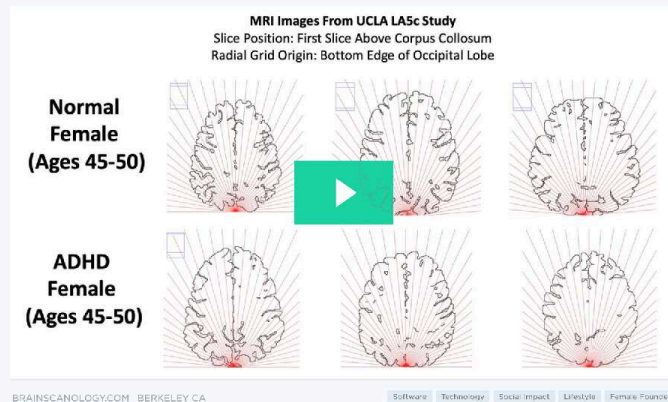 MRI Images From UCLA LA5c Study
Slice Position: First Slice Above Corpus Collosum
Radial Grid Origin: Bottom Edge of Occipital Lobe
Normal
Female
(Ages 45-50)
ADHD
Female
(Ages 45-50)
BRAINSCANOLOGY.COM BERKELEY CA
Software Technology Social Impact Lifestyle Female Found